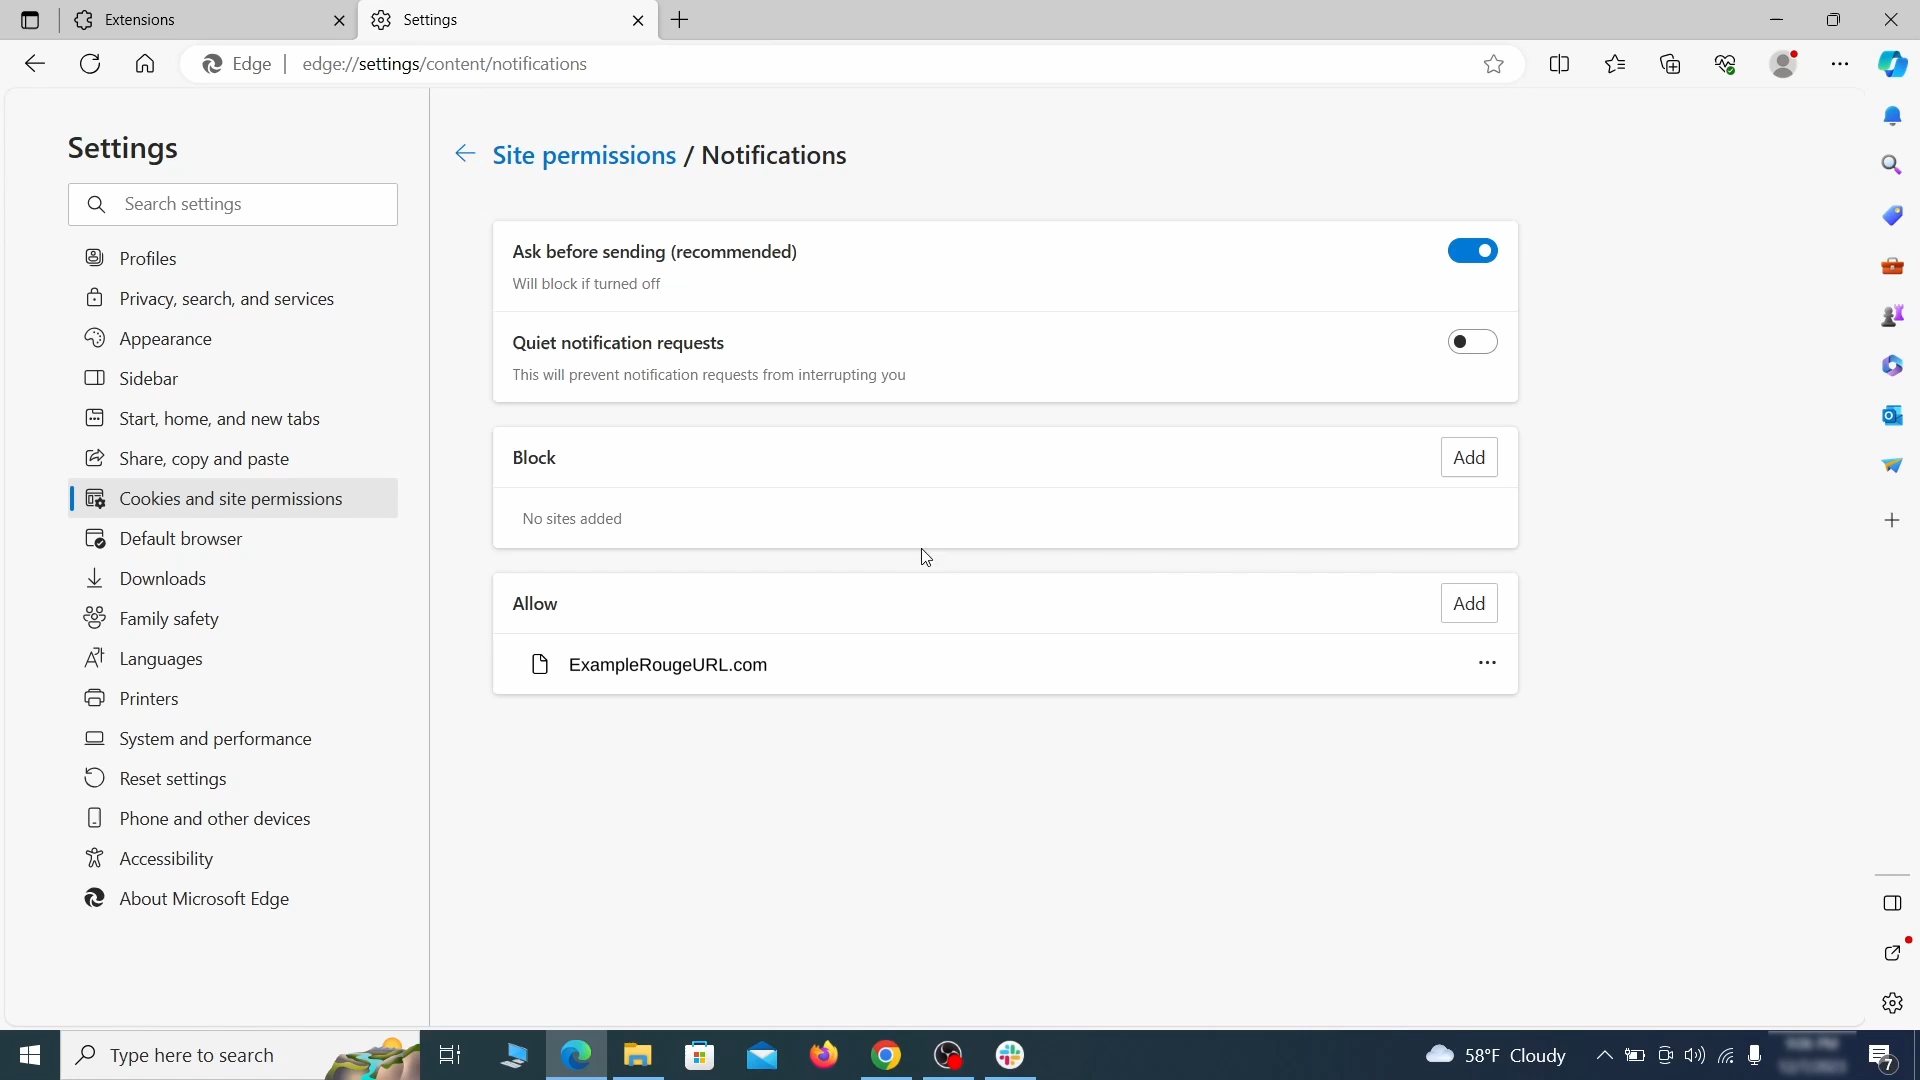 Extensions
Settings
Edge
edge://settings/content/notifications
Settings
Search settings
Profiles
Privacy, search, and services
Appearance
Sidebar
Start, home, and new tabs
Share, copy and paste
Cookies and site permissions
Default browser
Downloads
Family safety
Languages
Printers
System and performance
Reset settings
Phone and other devices
Accessibility
About Microsoft Edge
Site permissions / Notifications
Ask before sending (recommended)
Will block if turned off
Quiet notification requests
This will prevent notification requests from interrupting you
Block
Add
No sites added
Allow
Add
ExampleRougeURL.com
Type here to search
58°F Cloudy
7